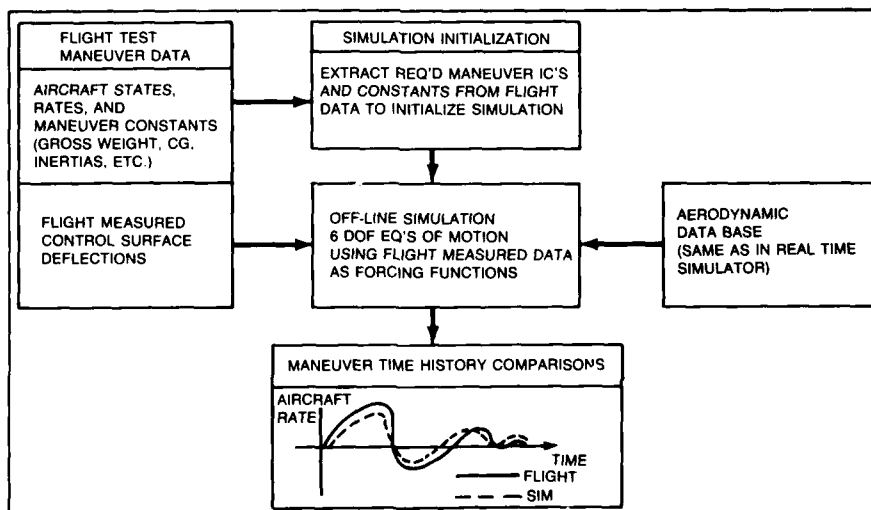 FLIGHT TEST
MANEUVER DATA
AIRCRAFT STATES,
RATES, AND
MANEUVER CONSTANTS
(GROSS WEIGHT, CG,
INERTIAS, ETC.)
FLIGHT MEASURED
CONTROL SURFACE
DEFLECTIONS
SIMULATION INITIALIZATION
EXTRACT REQ'D MANEUVER IC'S
AND CONSTANTS FROM FLIGHT
DATA TO INITIALIZE SIMULATION
OFF-LINE SIMULATION
6 DOF EQ'S OF MOTION
USING FLIGHT MEASURED DATA
AS FORCING FUNCTIONS
AERODYNAMIC
DATA BASE
(SAME AS IN REAL TIME
SIMULATOR)
MANEUVER TIME HISTORY COMPARISONS
AIRCRAFT
RATE
TIME
FLIGHT
SIM